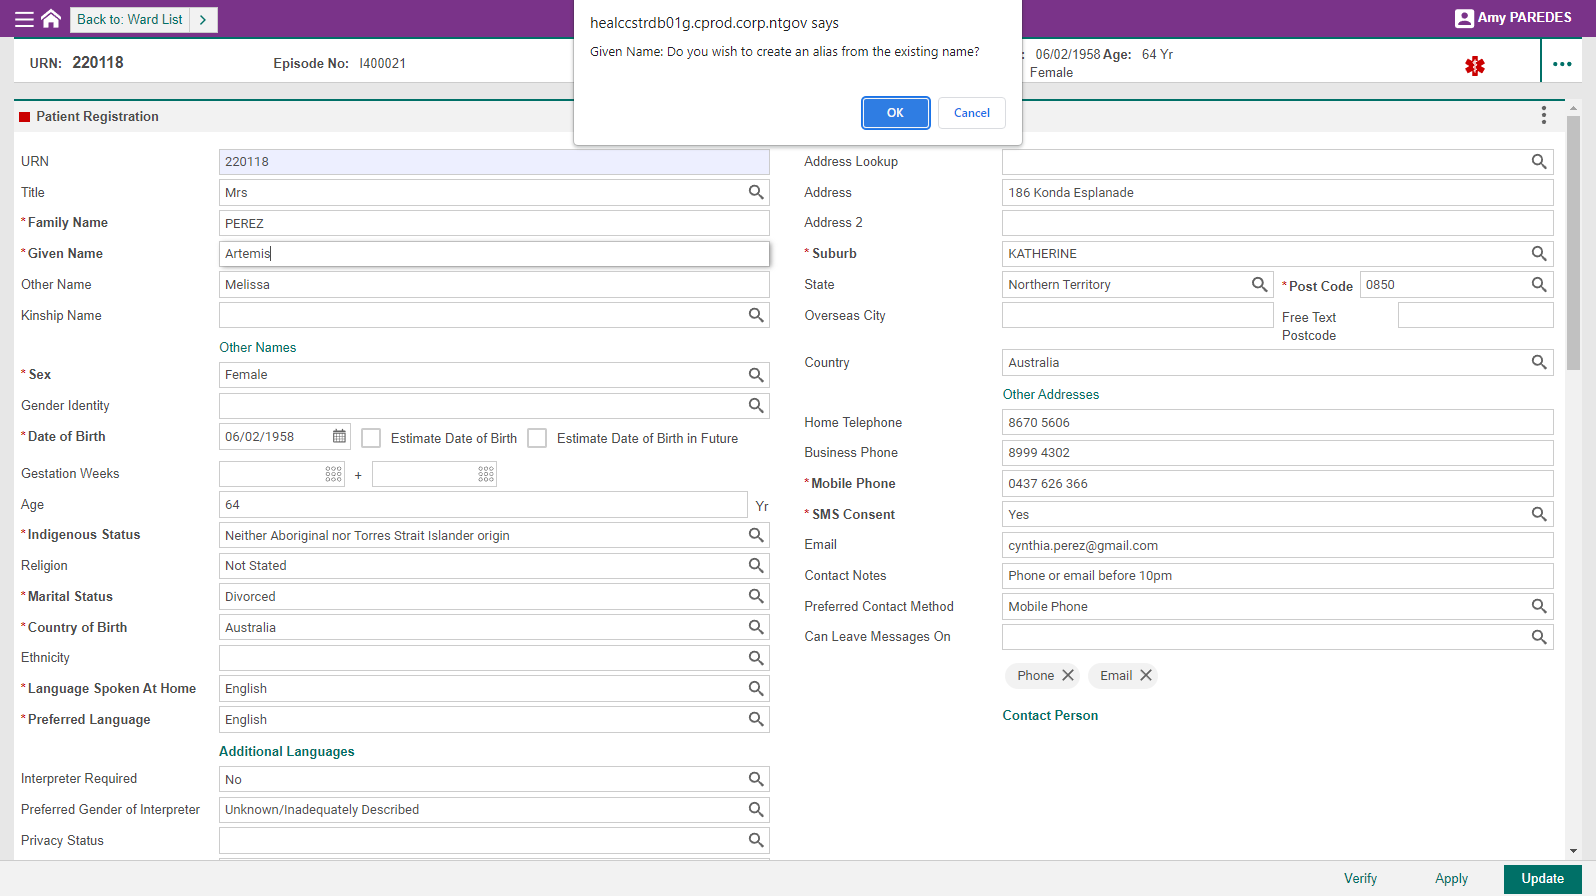 Back to: Ward List
Amy PAREDES
healccstrdb01g.cprod.corp.ntgov says
Given Name: Do you wish to create an alias from the existing name?
OK
Cancel
URN: 220118
Episode No: I400021
: 06/02/1958 Age: 64 Yr
Female
Patient Registration
URN 220118
Title Mrs
*Family Name PEREZ
*Given Name Artemis
Other Name Melissa
Kinship Name
Other Names
*Sex Female
Gender Identity
*Date of Birth 06/02/1958 Estimate Date of Birth Estimate Date of Birth in Future
Gestation Weeks +
Age 64 Yr
*Indigenous Status Neither Aboriginal nor Torres Strait Islander origin
Religion Not Stated
*Marital Status Divorced
*Country of Birth Australia
Ethnicity
*Language Spoken At Home English
*Preferred Language English
Additional Languages
Interpreter Required No
Preferred Gender of Interpreter Unknown/Inadequately Described
Privacy Status
Address Lookup
Address 186 Konda Esplanade
Address 2
*Suburb KATHERINE
State Northern Territory *Post Code 0850
Overseas City Free Text
Postcode
Country Australia
Other Addresses
Home Telephone 8670 5606
Business Phone 8999 4302
*Mobile Phone 0437 626 366
*SMS Consent Yes
Email cynthia.perez@gmail.com
Contact Notes Phone or email before 10pm
Preferred Contact Method Mobile Phone
Can Leave Messages On
Phone Email
Contact Person
Verify Apply Update